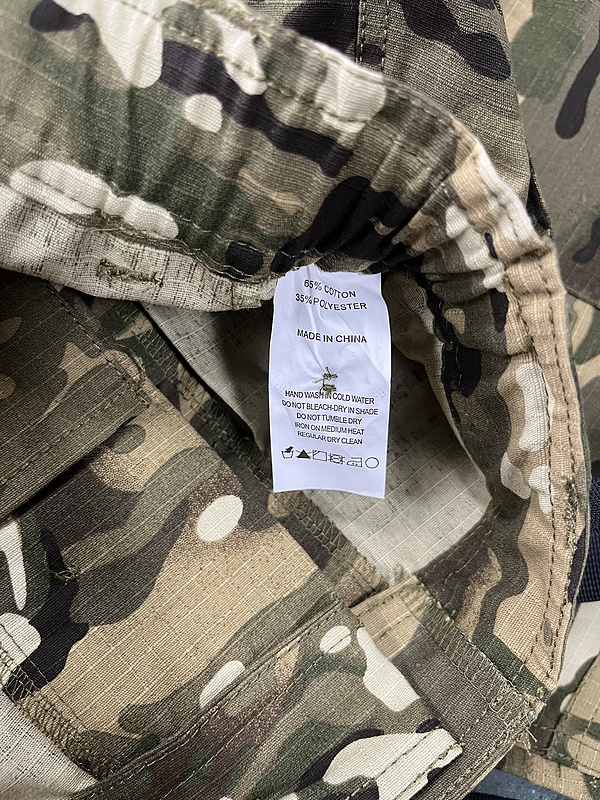 65% COTTON
35% POLYESTER
MADE IN CHINA
HAND WASH IN COLD WATER
DO NOT BLEACH-DRY IN SHADE
DO NOT TUMBLE DRY
IRON ON MEDIUM HEAT
REGULAR DRY CLEAN